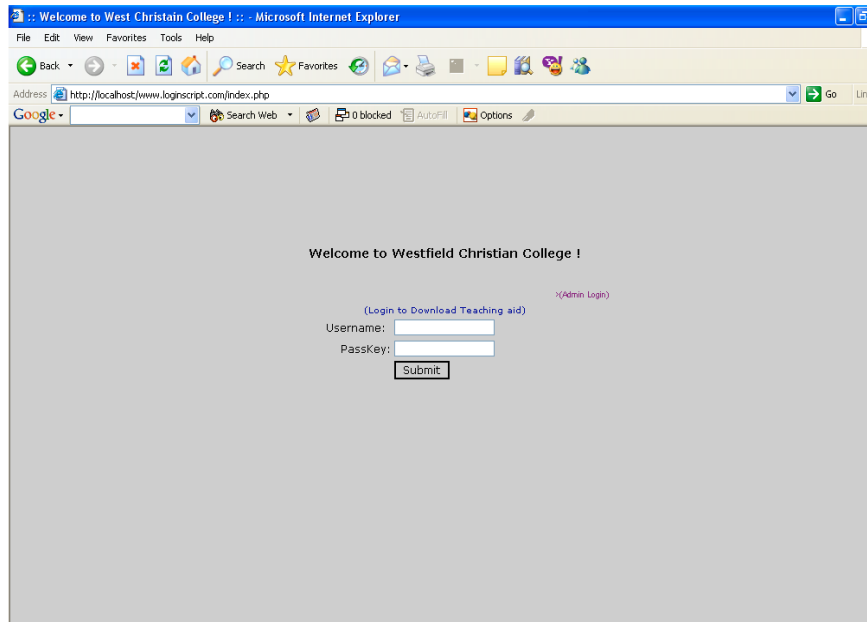 :: Welcome to West Christain College ! :: - Microsoft Internet Explorer
File Edit View Favorites Tools Help
Back Search Favorites
Address http://localhost/www.loginscript.com/index.php Go Lin
Google Search Web 0 blocked AutoFill Options
Welcome to Westfield Christian College !
>(Admin Login)
(Login to Download Teaching aid)
Username:
PassKey:
Submit